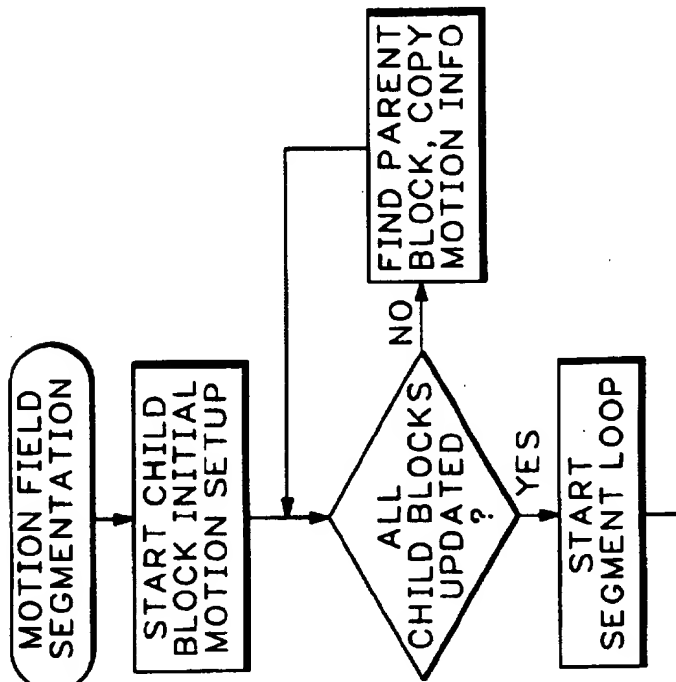 MOTION FIELD
SEGMENTATION
START CHILD
BLOCK INITIAL
MOTION SETUP
ALL
CHILD BLOCKS
UPDATED
?
NO
FIND PARENT
BLOCK, COPY
MOTION INFO
YES
START
SEGMENT LOOP